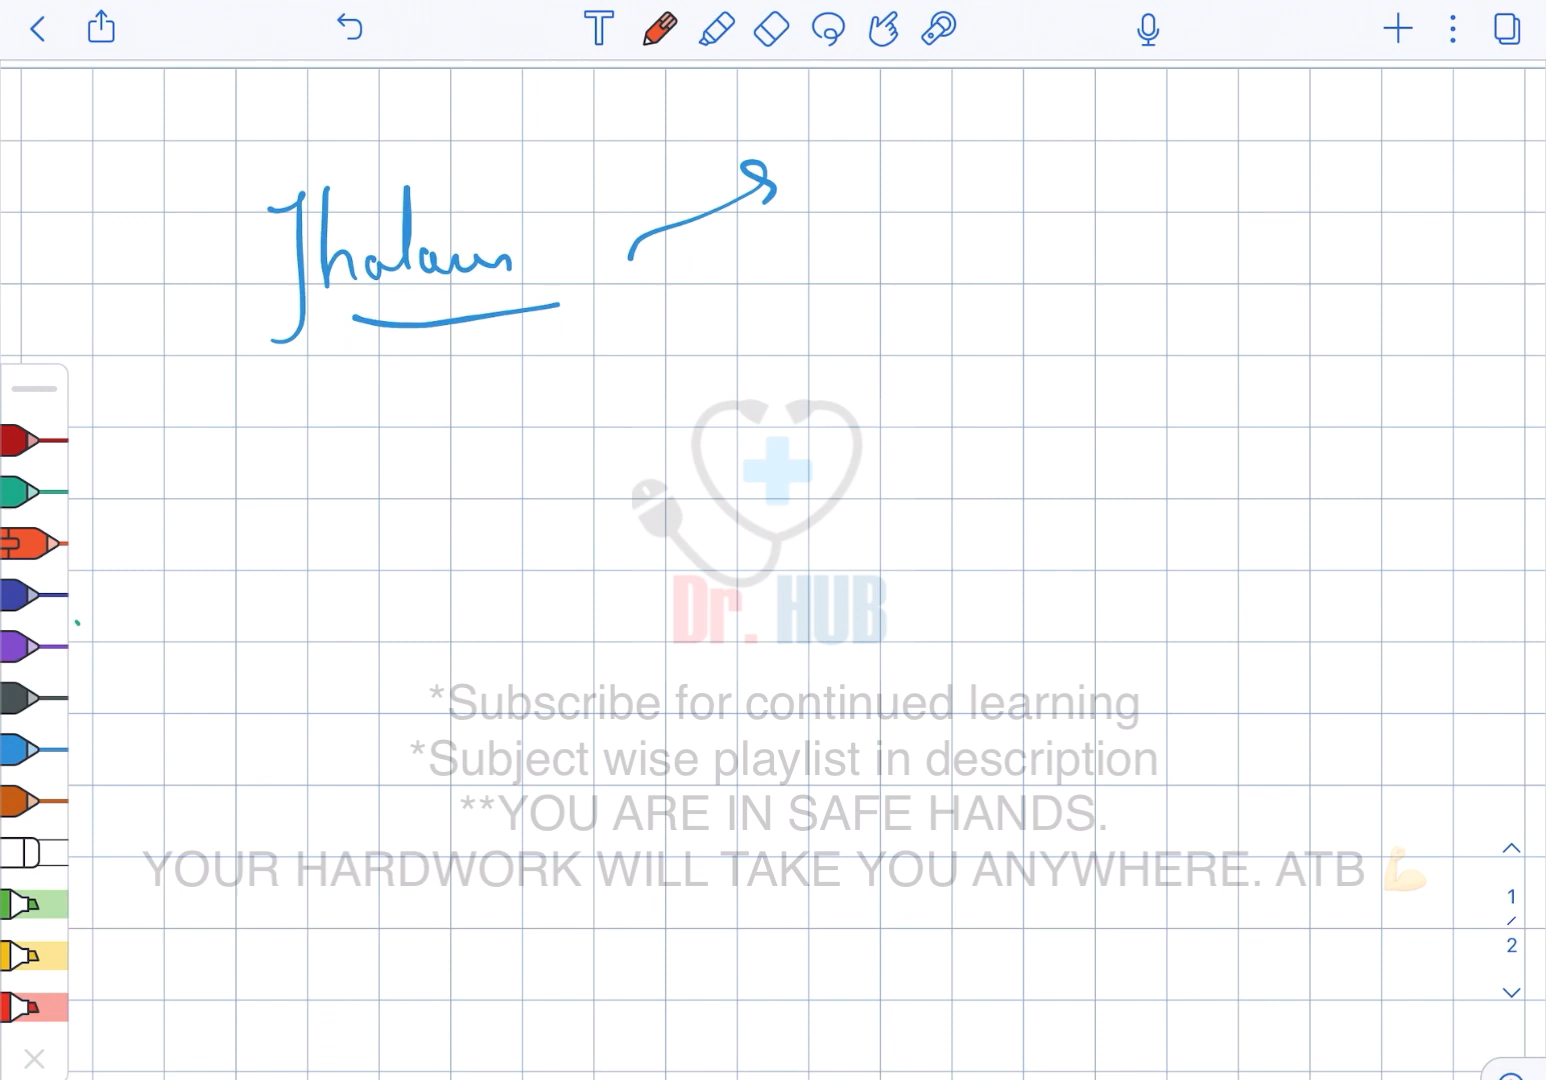 Thalam
Dr. HUB
*Subscribe for continued learning
*Subject wise playlist in description
**YOU ARE IN SAFE HANDS.
YOUR HARDWORK WILL TAKE YOU ANYWHERE. ATB 💪
1
/
2